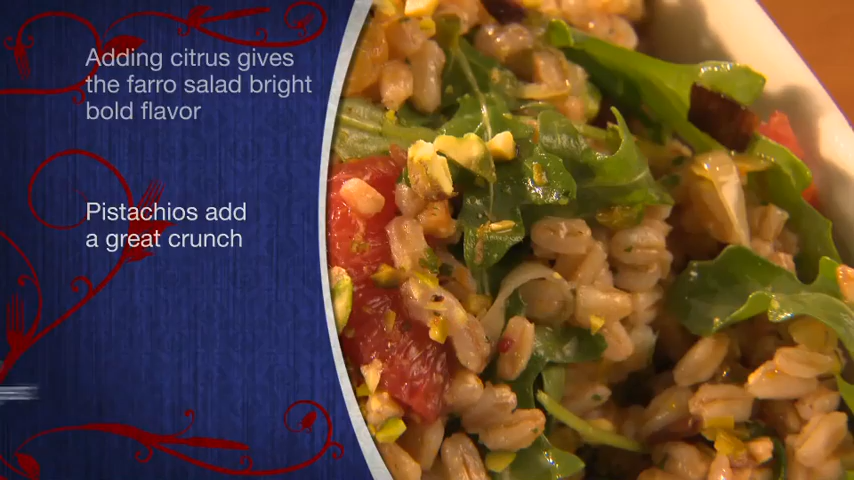 Adding citrus gives
the farro salad bright
bold flavor
Pistachios add
a great crunch